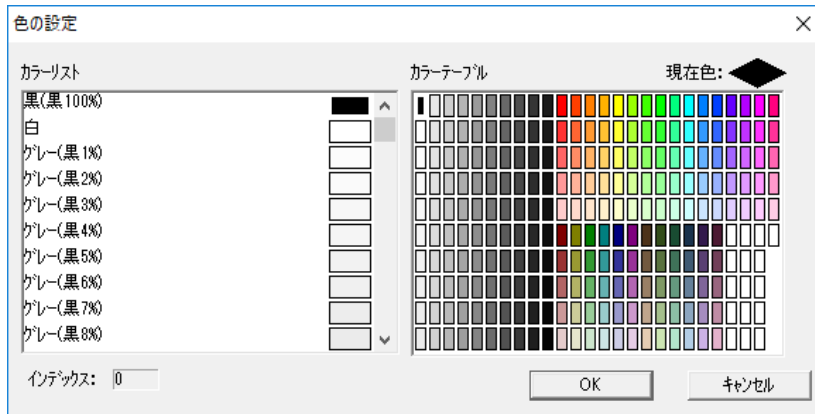 色の設定
ｶﾗｰﾘｽﾄ
ｶﾗｰﾃｰﾌﾞﾙ
現在色:
黒(黒100%)
白
ｸﾞﾚｰ(黒1%)
ｸﾞﾚｰ(黒2%)
ｸﾞﾚｰ(黒3%)
ｸﾞﾚｰ(黒4%)
ｸﾞﾚｰ(黒5%)
ｸﾞﾚｰ(黒6%)
ｸﾞﾚｰ(黒7%)
ｸﾞﾚｰ(黒8%)
ｲﾝﾃﾞｯｸｽ: 0
OK
ｷｬﾝｾﾙ